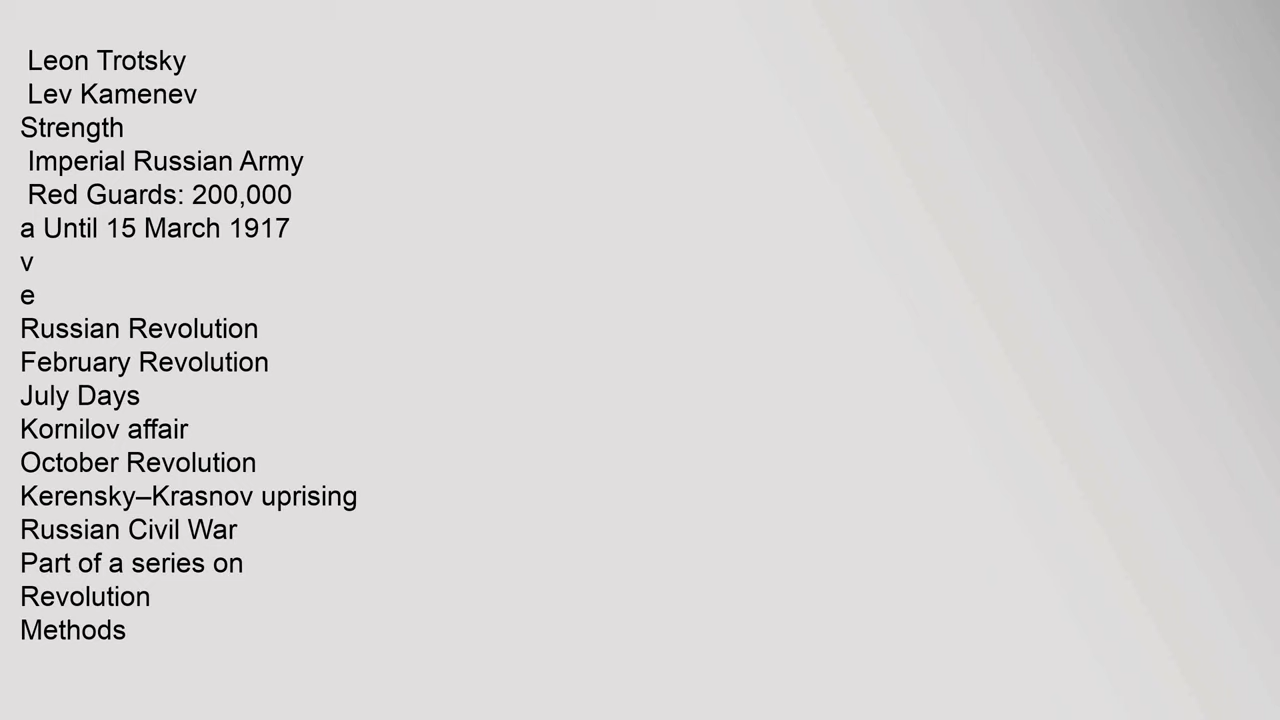 Leon Trotsky
Lev Kamenev
Strength
Imperial Russian Army
Red Guards: 200,000
a Until 15 March 1917
v
e
Russian Revolution
February Revolution
July Days
Kornilov affair
October Revolution
Kerensky–Krasnov uprising
Russian Civil War
Part of a series on
Revolution
Methods